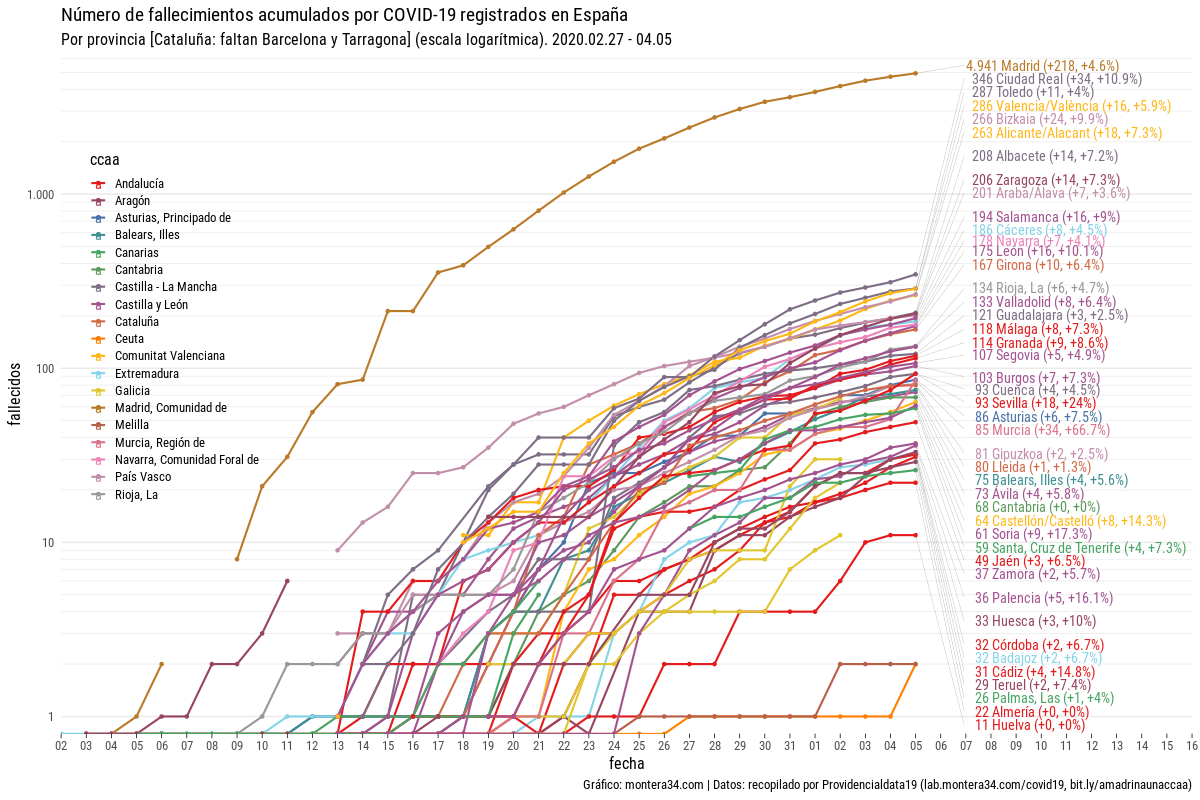 Número de fallecimientos acumulados por COVID-19 registrados en España
Por provincia [Cataluña: faltan Barcelona y Tarragona] (escala logarítmica). 2020.02.27 - 04.05
4.941 Madrid (+218, +4.6%)
346 Ciudad Real (+34, +10.9%)
287 Toledo (+11, +4%)
286 Valencia/València (+16, +5.9%)
266 Bizkaia (+24, +9.9%)
263 Alicante/Alacant (+18, +7.3%)
208 Albacete (+14, +7.2%)
206 Zaragoza (+14, +7.3%)
201 Araba/Álava (+7, +3.6%)
194 Salamanca (+16, +9%)
186 Cáceres (+8, +4.5%)
178 Navarra (+7, +4.1%)
175 León (+16, +10.1%)
167 Girona (+10, +6.4%)
134 Rioja, La (+6, +4.7%)
133 Valladolid (+8, +6.4%)
121 Guadalajara (+3, +2.5%)
118 Málaga (+8, +7.3%)
114 Granada (+9, +8.6%)
107 Segovia (+5, +4.9%)
103 Burgos (+7, +7.3%)
93 Cuenca (+4, +4.5%)
93 Sevilla (+18, +24%)
86 Asturias (+6, +7.5%)
85 Murcia (+34, +66.7%)
81 Gipuzkoa (+2, +2.5%)
80 Lleida (+1, +1.3%)
75 Balears, Illes (+4, +5.6%)
73 Ávila (+4, +5.8%)
68 Cantabria (+0, +0%)
64 Castellón/Castelló (+8, +14.3%)
61 Soria (+9, +17.3%)
59 Santa, Cruz de Tenerife (+4, +7.3%)
49 Jaén (+3, +6.5%)
37 Zamora (+2, +5.7%)
36 Palencia (+5, +16.1%)
33 Huesca (+3, +10%)
32 Córdoba (+2, +6.7%)
32 Badajoz (+2, +6.7%)
31 Cádiz (+4, +14.8%)
29 Teruel (+2, +7.4%)
26 Palmas, Las (+1, +4%)
22 Almería (+0, +0%)
11 Huelva (+0, +0%)
ccaa
Andalucía
Aragón
Asturias, Principado de
Balears, Illes
Canarias
Cantabria
Castilla - La Mancha
Castilla y León
Cataluña
Ceuta
Comunitat Valenciana
Extremadura
Galicia
Madrid, Comunidad de
Melilla
Murcia, Región de
Navarra, Comunidad Foral de
País Vasco
Rioja, La
fallecidos
1.000
100
10
1
02 03 04 05 06 07 08 09 10 11 12 13 14 15 16 17 18 19 20 21 22 23 24 25 26 27 28 29 30 31 01 02 03 04 05 06 07 08 09 10 11 12 13 14 15 16
fecha
Gráfico: montera34.com | Datos: recopilado por Providencialdata19 (lab.montera34.com/covid19, bit.ly/amadrinaunaccaa)